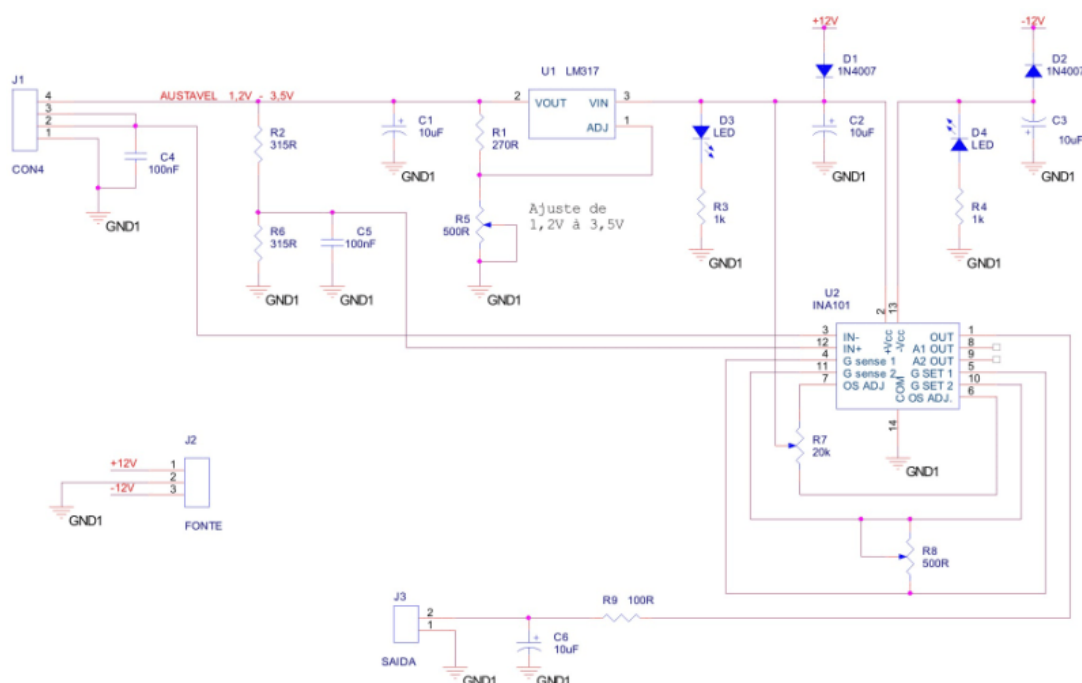 +12V
-12V
J1
4
3
2
1
CON4
AUSTAVEL 1,2V - 3,5V
C4
100nF
GND1
R2
315R
R6
315R
GND1
C5
100nF
GND1
C1
10uF
GND1
R1
270R
R5
500R
GND1
Ajuste de
1,2V à 3,5V
U1 LM317
2
VOUT
VIN
3
ADJ
1
D3
LED
R3
1k
GND1
D1
1N4007
C2
10uF
GND1
D2
1N4007
D4
LED
C3
10uF
GND1
R4
1k
GND1
U2
INA101
2
13
+Vcc
-Vcc
3
IN-
OUT
1
12
IN+
A1 OUT
8
4
G sense 1
A2 OUT
9
11
G sense 2
G SET 1
5
7
OS ADJ
G SET 2
10
COM
OS ADJ.
6
14
GND1
R7
20k
R8
500R
J2
+12V
1
2
-12V
3
GND1
FONTE
J3
2
1
SAIDA
GND1
R9 100R
C6
10uF
GND1